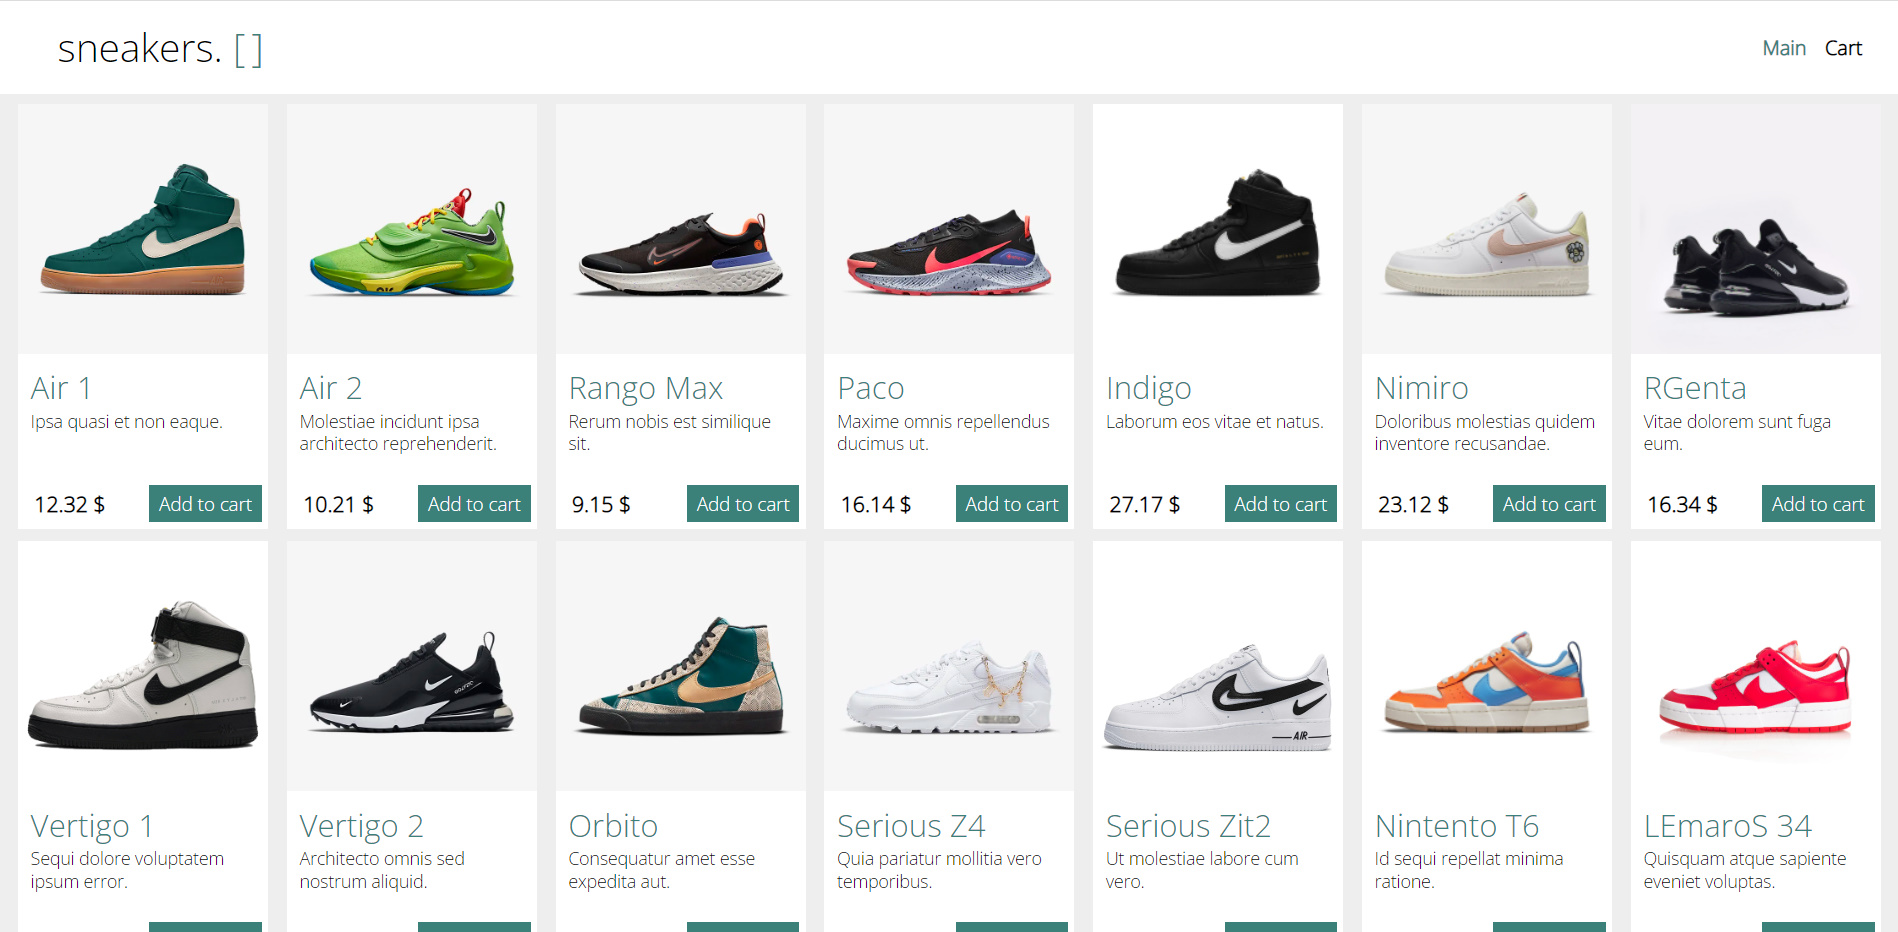 sneakers. [ ]
Main Cart
Air 1
Ipsa quasi et non eaque.
12.32 $ Add to cart
Air 2
Molestiae incidunt ipsa
architecto reprehenderit.
10.21 $ Add to cart
Rango Max
Rerum nobis est similique
sit.
9.15 $ Add to cart
Paco
Maxime omnis repellendus
ducimus ut.
16.14 $ Add to cart
Indigo
Laborum eos vitae et natus.
27.17 $ Add to cart
Nimiro
Doloribus molestias quidem
inventore recusandae.
23.12 $ Add to cart
RGenta
Vitae dolorem sunt fuga
eum.
16.34 $ Add to cart
Vertigo 1
Sequi dolore voluptatem
ipsum error.
Vertigo 2
Architecto omnis sed
nostrum aliquid.
Orbito
Consequatur amet esse
expedita aut.
Serious Z4
Quia pariatur mollitia vero
temporibus.
AIR
Serious Zit2
Ut molestiae labore cum
vero.
Nintento T6
Id sequi repellat minima
ratione.
LEmaroS 34
Quisquam atque sapiente
eveniet voluptas.